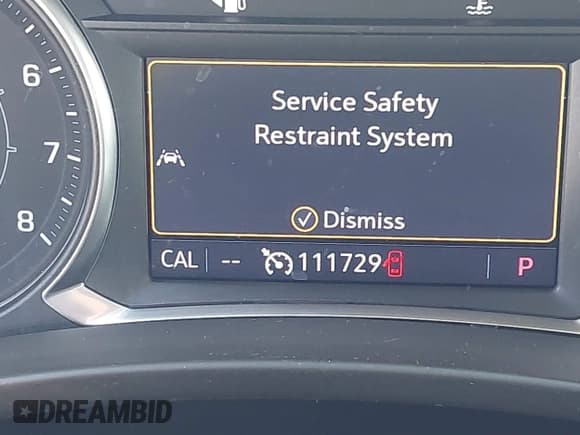 6
7
8
Service Safety
Restraint System
Dismiss
CAL -- 111729 P
DREAMBID